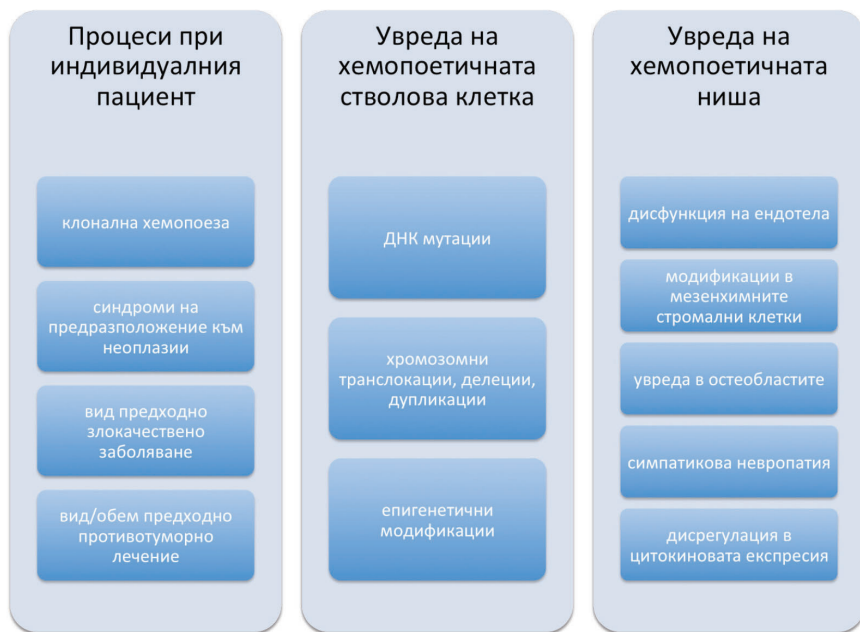 Процеси при
индивидуалния
пациент
клонална хемопоеза
синдроми на
предразположение към
неоплазии
вид предходно
злокачествено
заболяване
вид/обем предходно
противотуморно
лечение
Увреда на
хемопоетичната
стволова клетка
ДНК мутации
хромозомни
транслокации, делеции,
дупликации
епигенетични
модификации
Увреда на
хемопоетичната
ниша
дисфункция на ендотела
модификации в
мезенхимните
стромални клетки
увреда в остеобластите
симпатикова невропатия
дисрегулация в
цитокиновата експресия